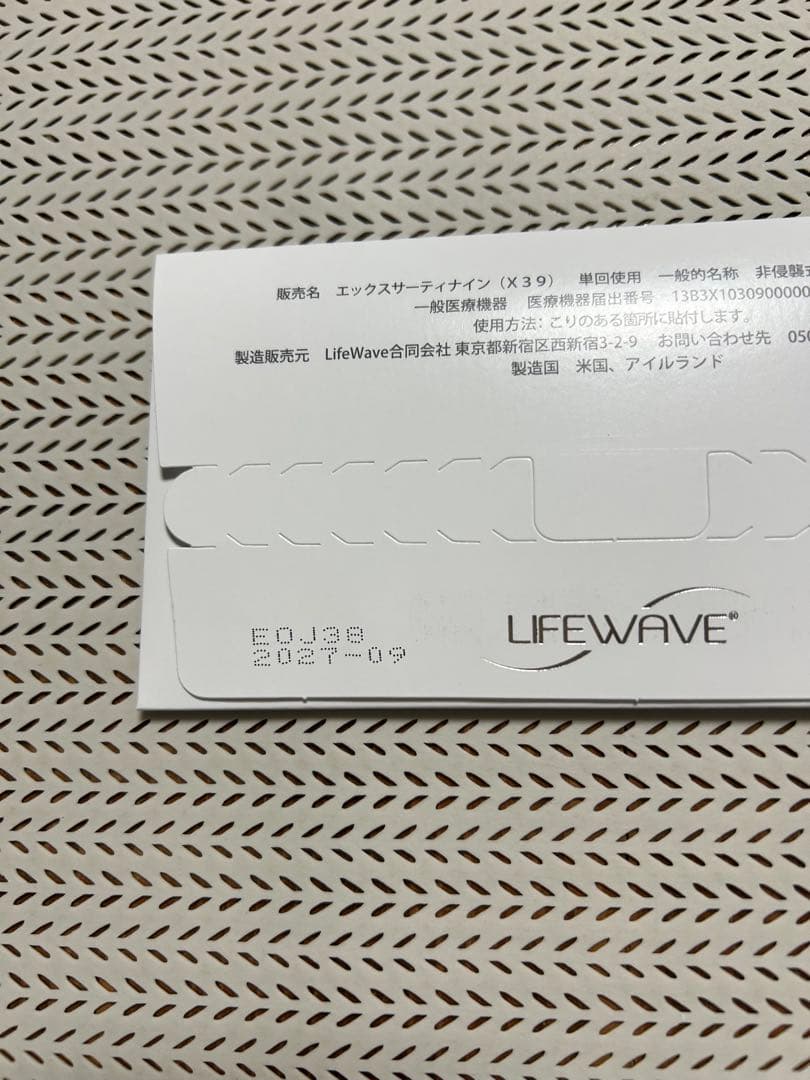 販売名 エックスサーティナイン（X39） 単回使用 一般的名称 非侵襲式
一般医療機器 医療機器届出番号 13B3X1030900000
使用方法：こりのある箇所に貼付します。
製造販売元 LifeWave合同会社 東京都新宿区西新宿3-2-9 お問い合わせ先 050
製造国 米国、アイルランド
LIFEWAVE®
E0J38
2027-09